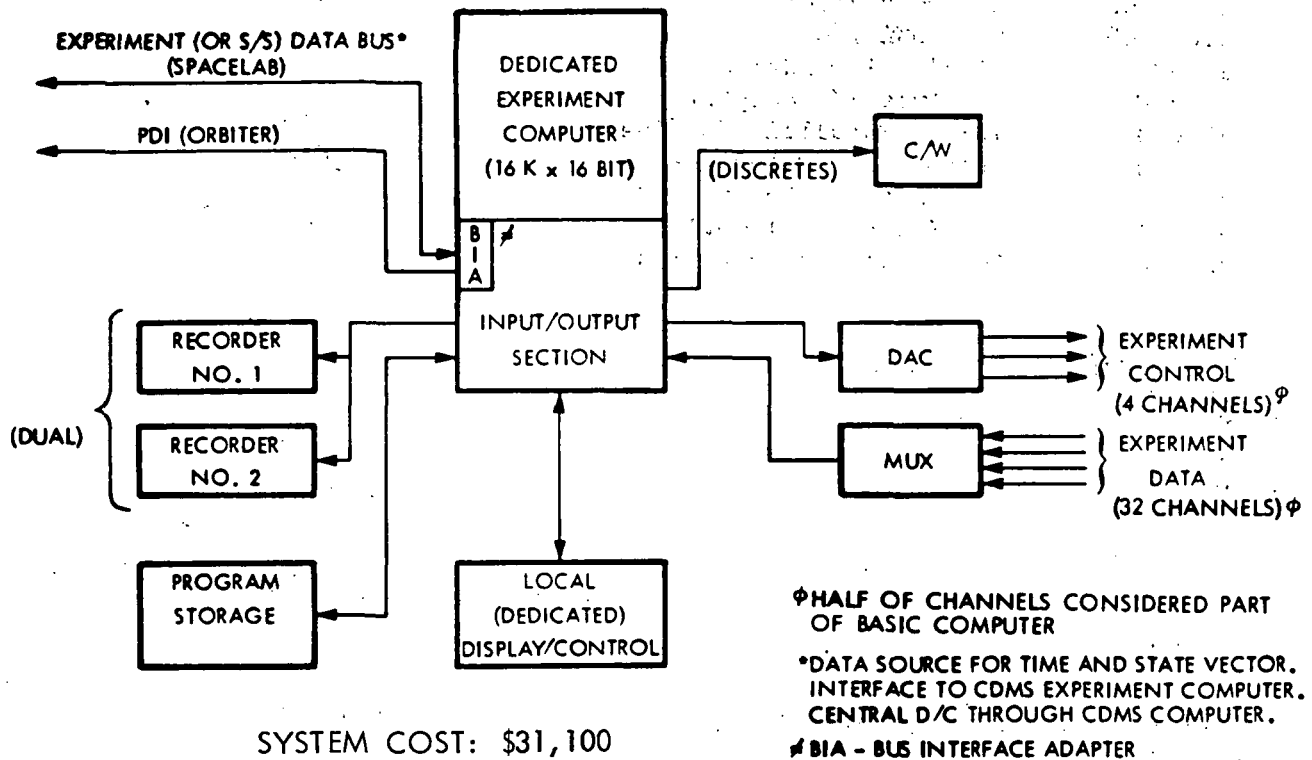 EXPERIMENT (OR S/S) DATA BUS*
(SPACELAB)
PDI (ORBITER)
DEDICATED
EXPERIMENT
COMPUTER
(16 K x 16 BIT)
(DISCRETES)
C/W
B
I
A
≠
INPUT/OUTPUT
SECTION
(DUAL)
RECORDER
NO. 1
RECORDER
NO. 2
PROGRAM
STORAGE
LOCAL
(DEDICATED)
DISPLAY/CONTROL
DAC
EXPERIMENT
CONTROL
(4 CHANNELS)φ
MUX
EXPERIMENT
DATA
(32 CHANNELS)φ
φHALF OF CHANNELS CONSIDERED PART
OF BASIC COMPUTER
*DATA SOURCE FOR TIME AND STATE VECTOR.
INTERFACE TO CDMS EXPERIMENT COMPUTER.
CENTRAL D/C THROUGH CDMS COMPUTER.
≠BIA - BUS INTERFACE ADAPTER
SYSTEM COST: $31,100